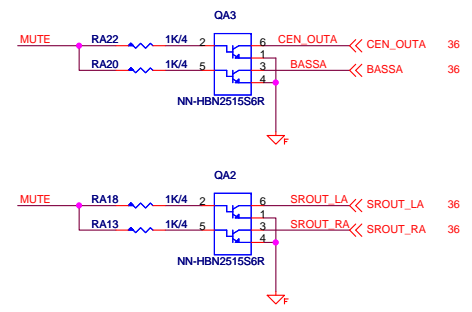 QA3
MUTE RA22 1K/4 2 6 CEN_OUTA CEN_OUTA 36
1
RA20 1K/4 5 3 BASSA BASSA 36
4
NN-HBN2515S6R
F
QA2
MUTE RA18 1K/4 2 6 SROUT_LA SROUT_LA 36
1
RA13 1K/4 5 3 SROUT_RA SROUT_RA 36
4
NN-HBN2515S6R
F